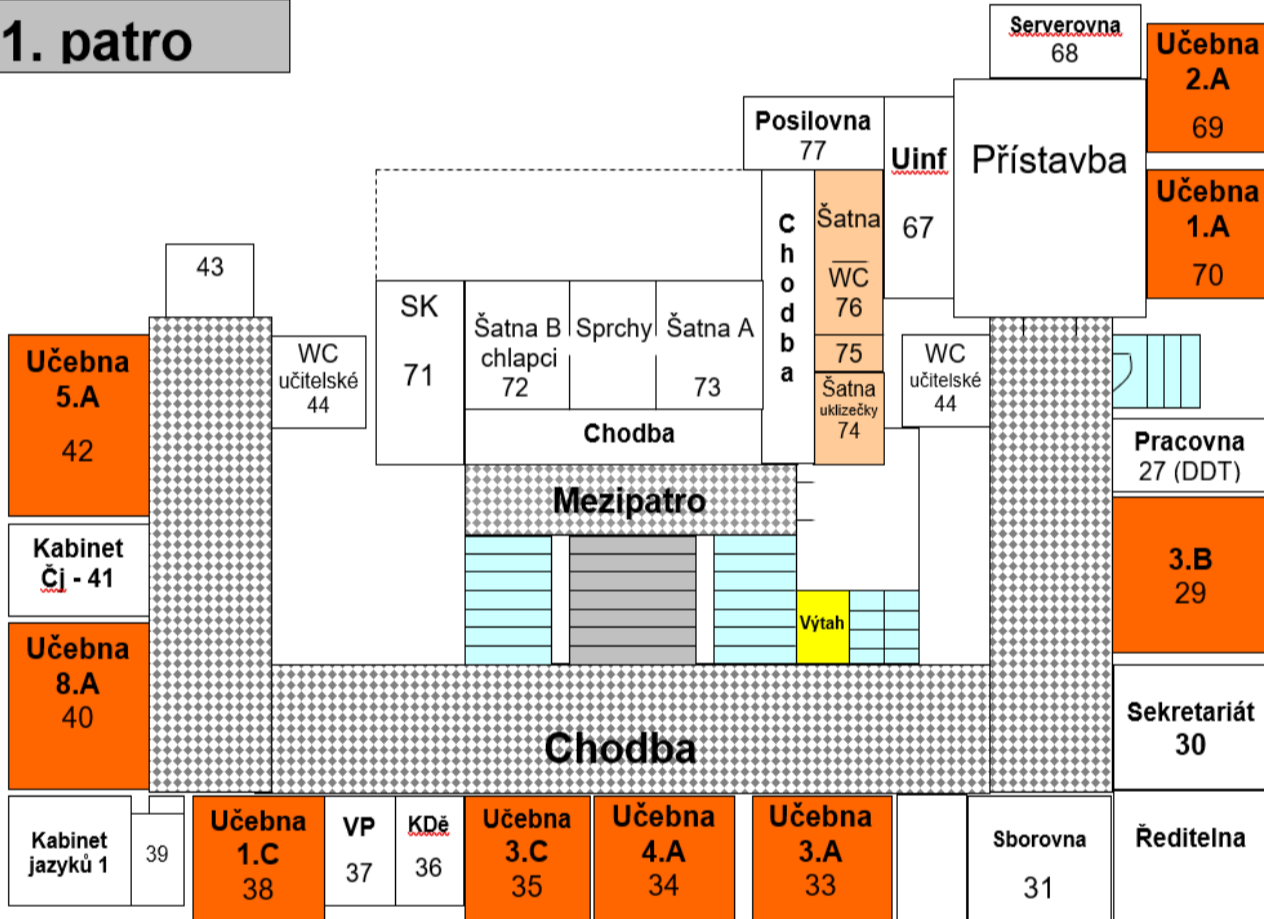 1. patro
Serverovna
68
Učebna
2.A
69
Posilovna
77
Uinf
67
Přístavba
Učebna
1.A
70
43
C
h
o
d
b
a
Šatna
WC
76
75
Šatna
uklizečky
74
SK
71
Šatna B
chlapci
72
Sprchy
Šatna A
73
Chodba
Učebna
5.A
42
WC
učitelské
44
WC
učitelské
44
Pracovna
27 (DDT)
Mezipatro
Kabinet
Čj - 41
3.B
29
Výtah
Učebna
8.A
40
Sekretariát
30
Chodba
Kabinet
jazyků 1
39
Učebna
1.C
38
VP
37
KDě
36
Učebna
3.C
35
Učebna
4.A
34
Učebna
3.A
33
Sborovna
31
Ředitelna